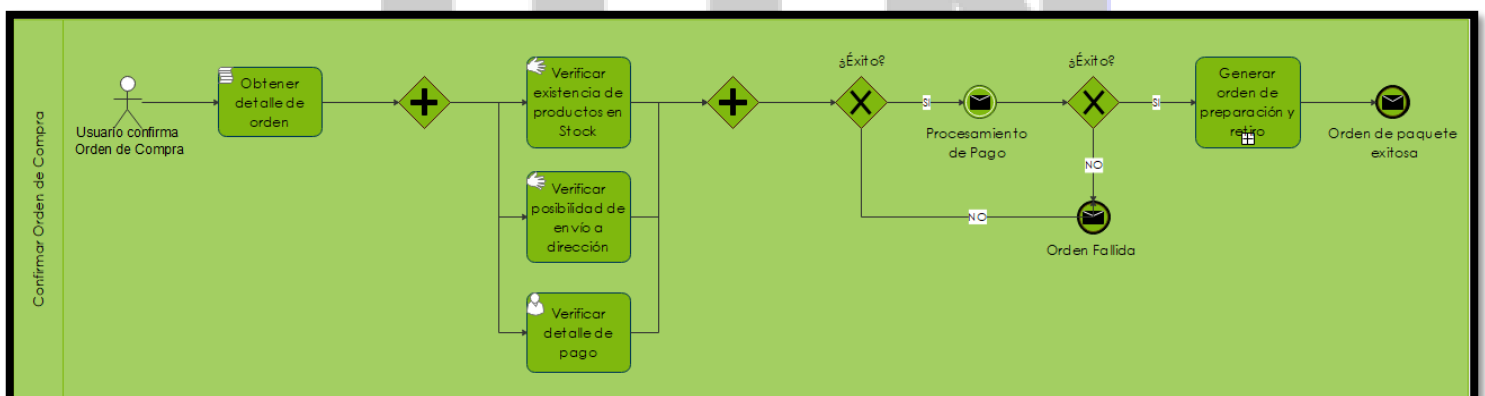 Confirmar Orden de Compra
Usuario confirma
Orden de Compra
Obtener
detalle de
orden
Verificar
existencia de
productos en
Stock
Verificar
posibilidad de
envío a
dirección
Verificar
detalle de
pago
¿Éxito?
SI
NO
Procesamiento
de Pago
¿Éxito?
SI
NO
Orden Fallida
Generar
orden de
preparación y
retiro
Orden de paquete
exitosa